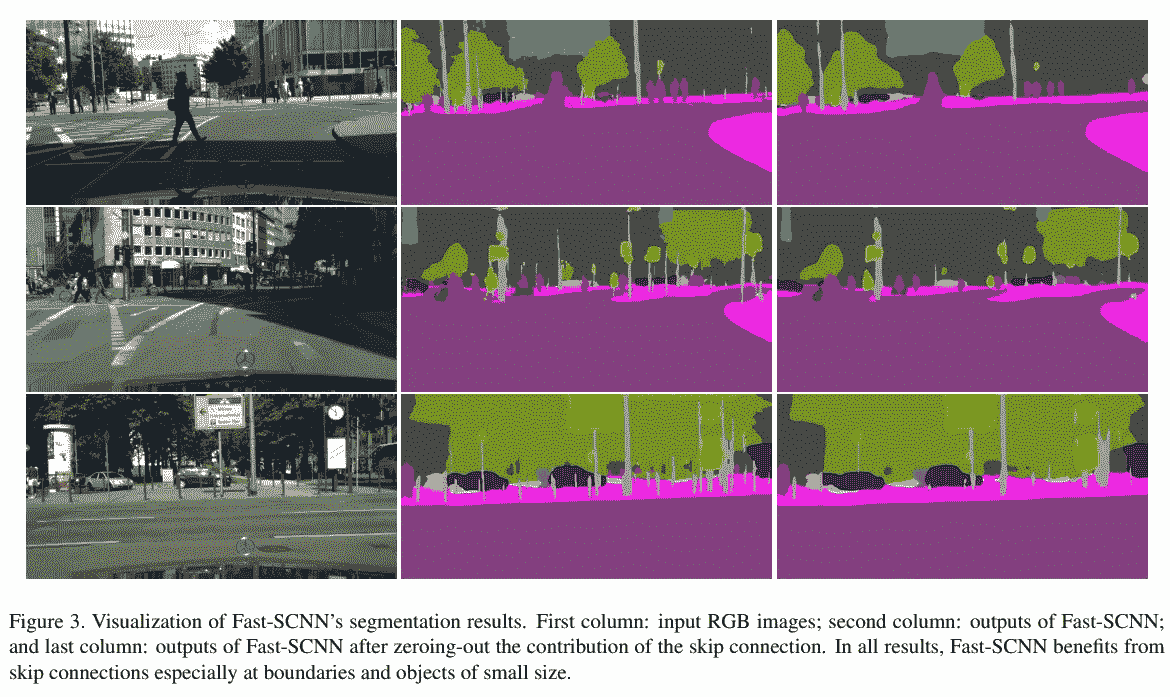 Figure 3. Visualization of Fast-SCNN's segmentation results. First column: input RGB images; second column: outputs of Fast-SCNN;
and last column: outputs of Fast-SCNN after zeroing-out the contribution of the skip connection. In all results, Fast-SCNN benefits from
skip connections especially at boundaries and objects of small size.